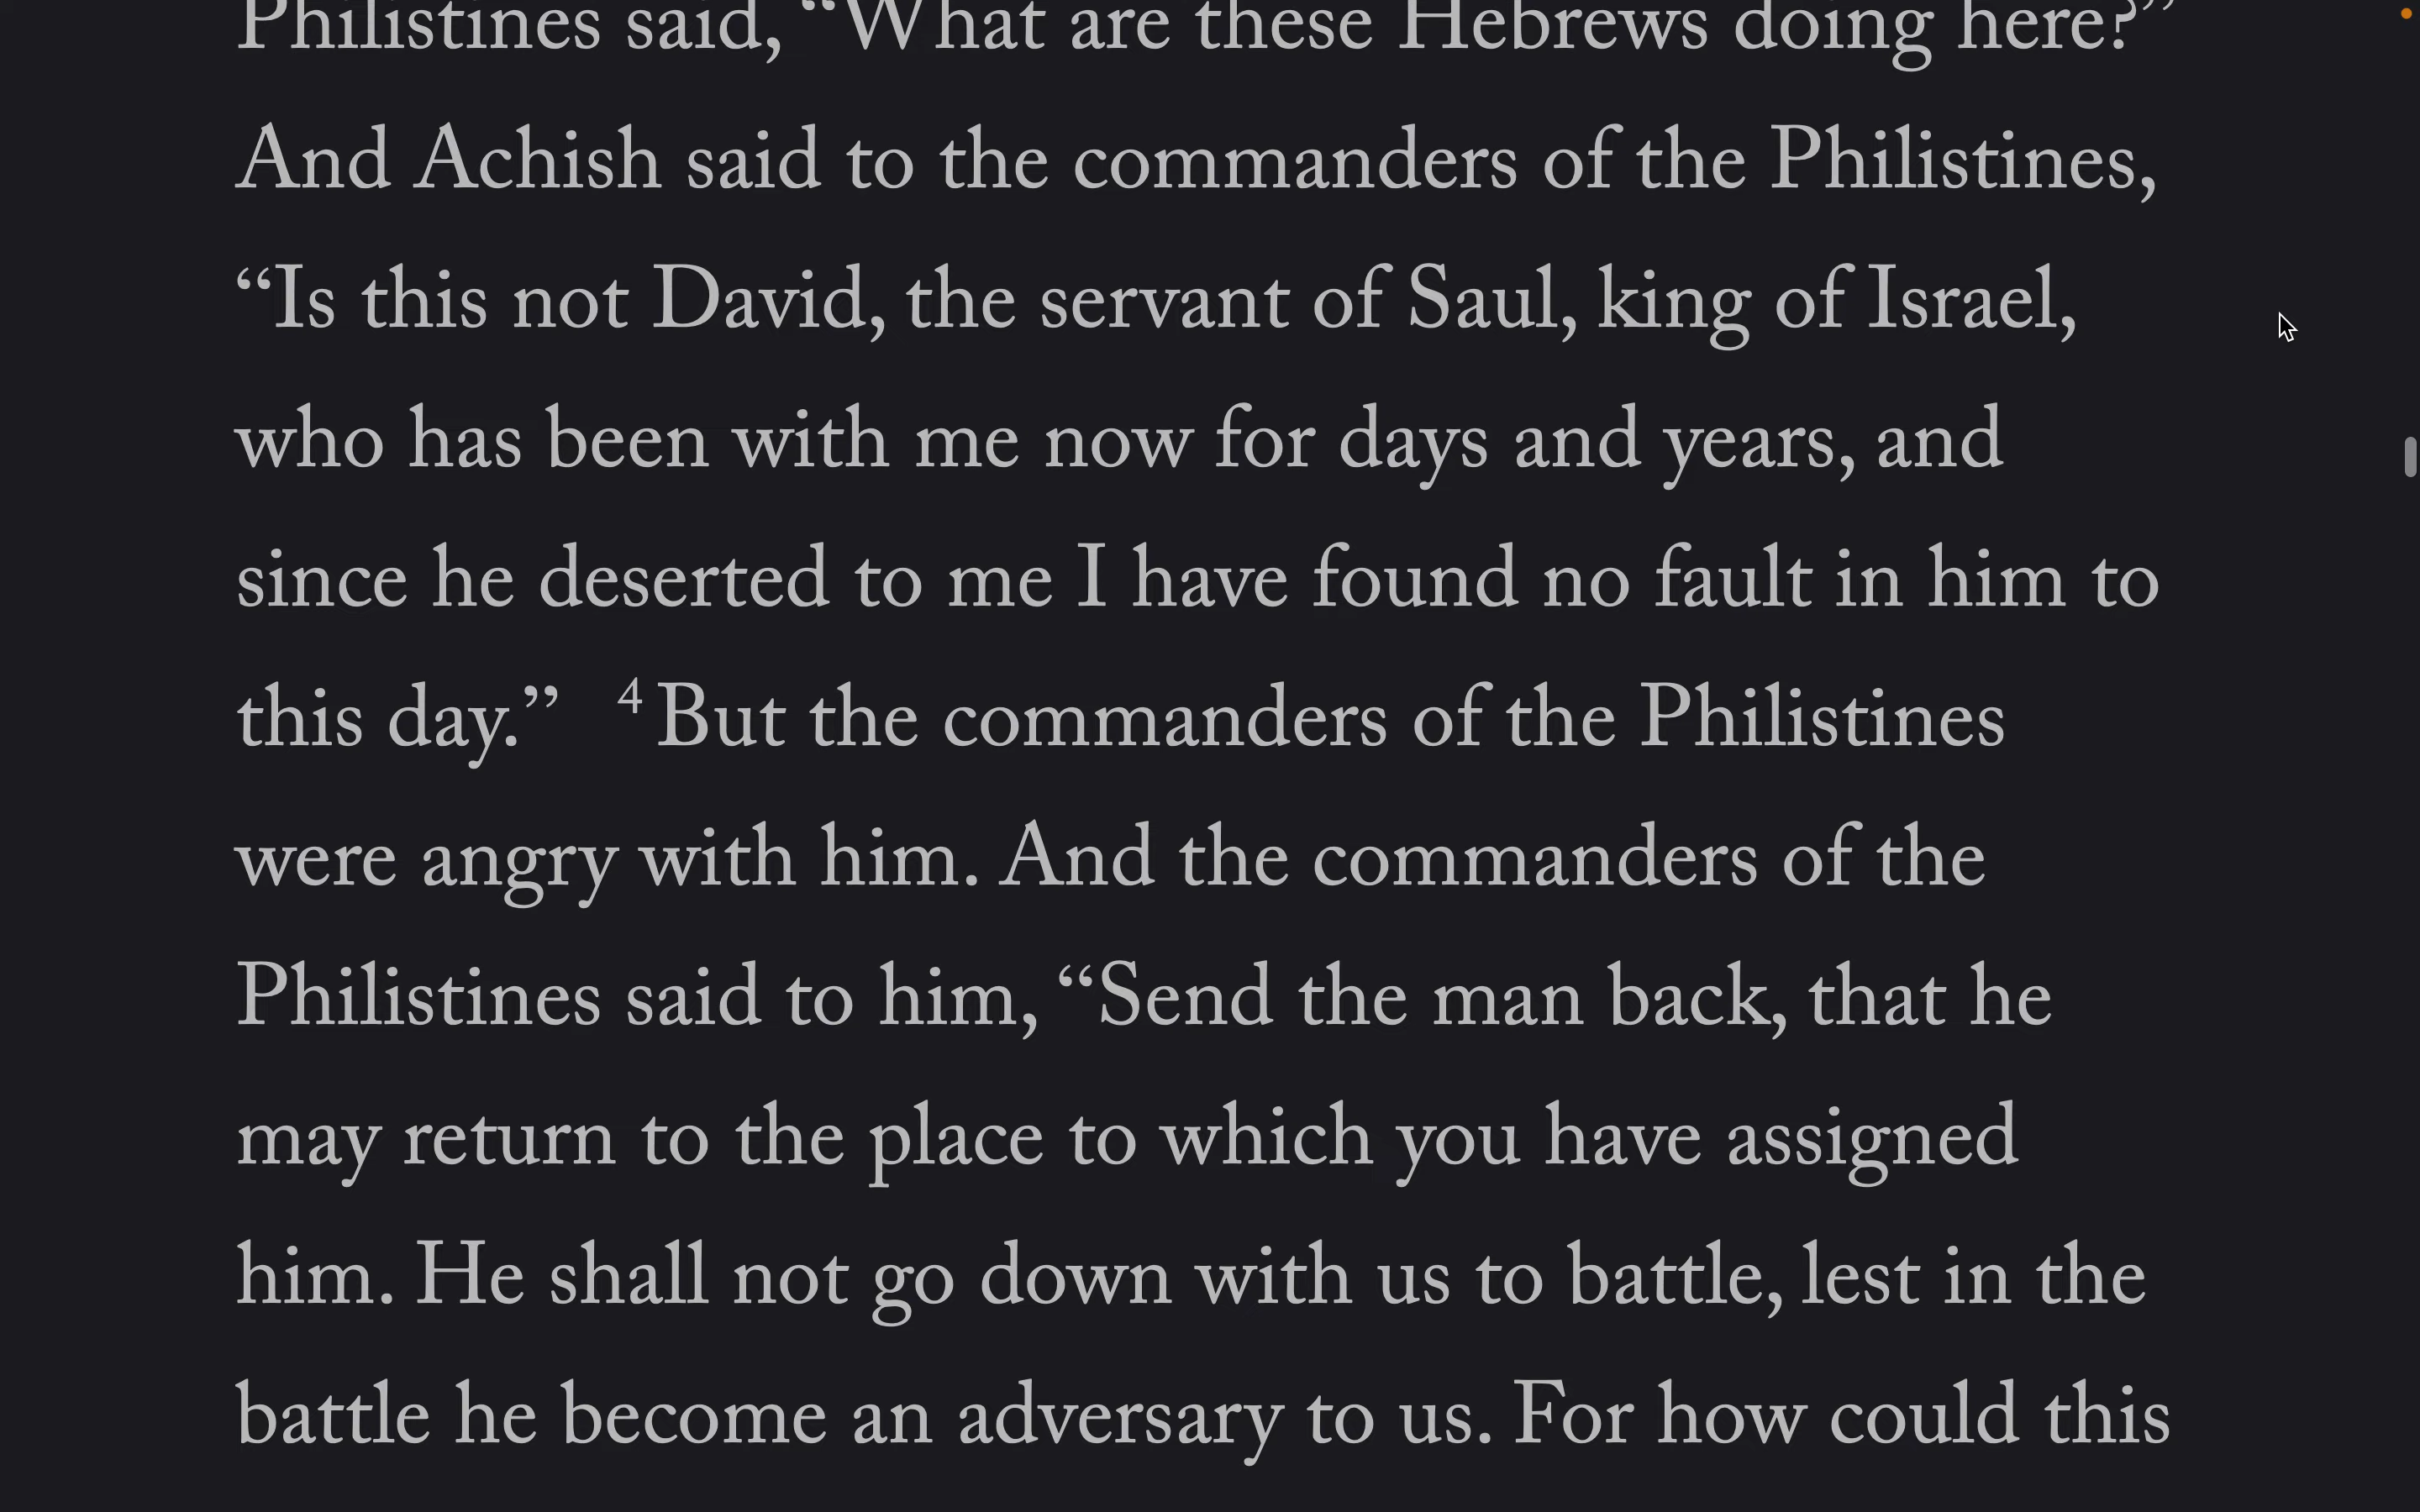 Philistines said, “What are these Hebrews doing here?”
And Achish said to the commanders of the Philistines,
“Is this not David, the servant of Saul, king of Israel,
who has been with me now for days and years, and
since he deserted to me I have found no fault in him to
this day.” 4 But the commanders of the Philistines
were angry with him. And the commanders of the
Philistines said to him, “Send the man back, that he
may return to the place to which you have assigned
him. He shall not go down with us to battle, lest in the
battle he become an adversary to us. For how could this